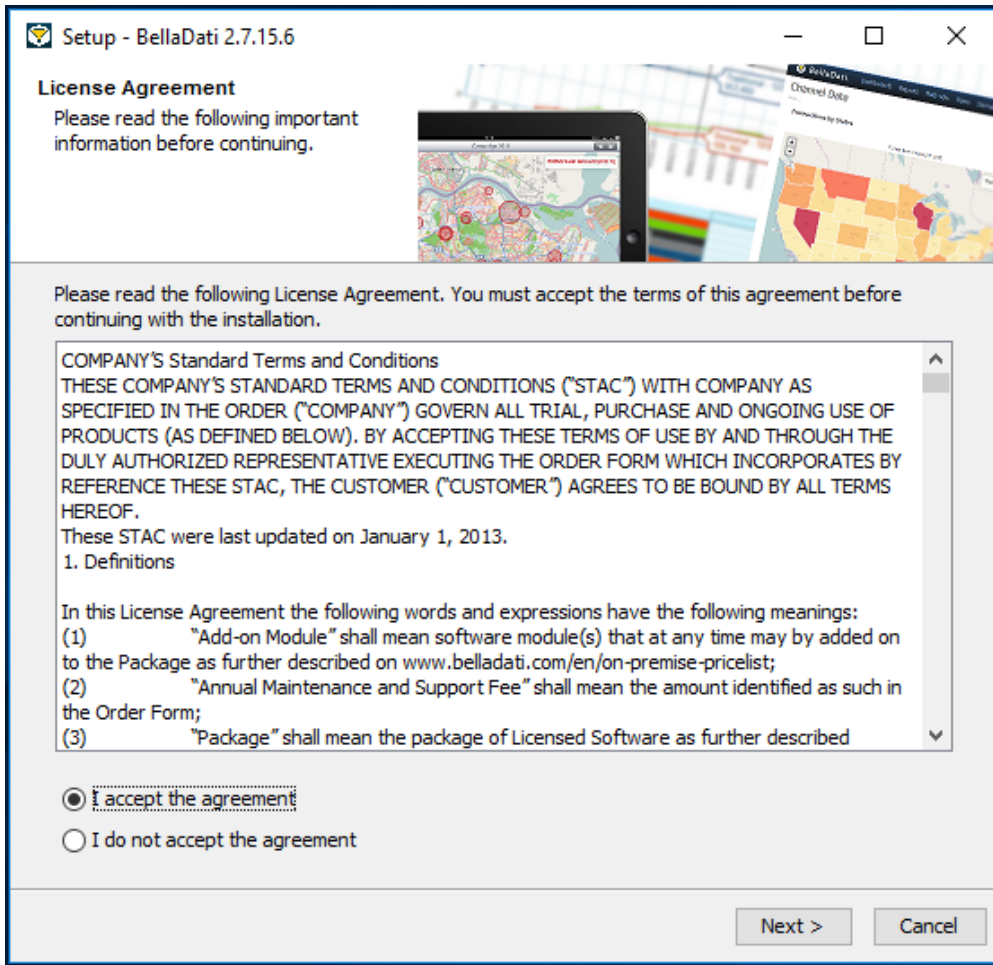 Setup - BellaDati 2.7.15.6
License Agreement
Please read the following important
information before continuing.
BellaDati
Channel Data
Please read the following License Agreement. You must accept the terms of this agreement before
continuing with the installation.
COMPANY'S Standard Terms and Conditions
THESE COMPANY'S STANDARD TERMS AND CONDITIONS (“STAC”) WITH COMPANY AS
SPECIFIED IN THE ORDER (“COMPANY”) GOVERN ALL TRIAL, PURCHASE AND ONGOING USE OF
PRODUCTS (AS DEFINED BELOW). BY ACCEPTING THESE TERMS OF USE BY AND THROUGH THE
DULY AUTHORIZED REPRESENTATIVE EXECUTING THE ORDER FORM WHICH INCORPORATES BY
REFERENCE THESE STAC, THE CUSTOMER (“CUSTOMER”) AGREES TO BE BOUND BY ALL TERMS
HEREOF.
These STAC were last updated on January 1, 2013.
1. Definitions
In this License Agreement the following words and expressions have the following meanings:
(1) “Add-on Module” shall mean software module(s) that at any time may by added on
to the Package as further described on www.belladati.com/en/on-premise-pricelist;
(2) “Annual Maintenance and Support Fee” shall mean the amount identified as such in
the Order Form;
(3) “Package” shall mean the package of Licensed Software as further described
I accept the agreement
I do not accept the agreement
Next >
Cancel